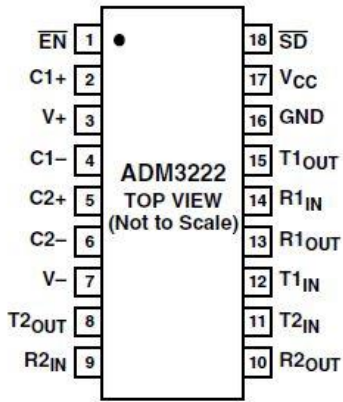 EN 1
C1+ 2
V+ 3
C1– 4
C2+ 5
C2– 6
V– 7
T2OUT 8
R2IN 9
ADM3222
TOP VIEW
(Not to Scale)
18 SD
17 VCC
16 GND
15 T1OUT
14 R1IN
13 R1OUT
12 T1IN
11 T2IN
10 R2OUT